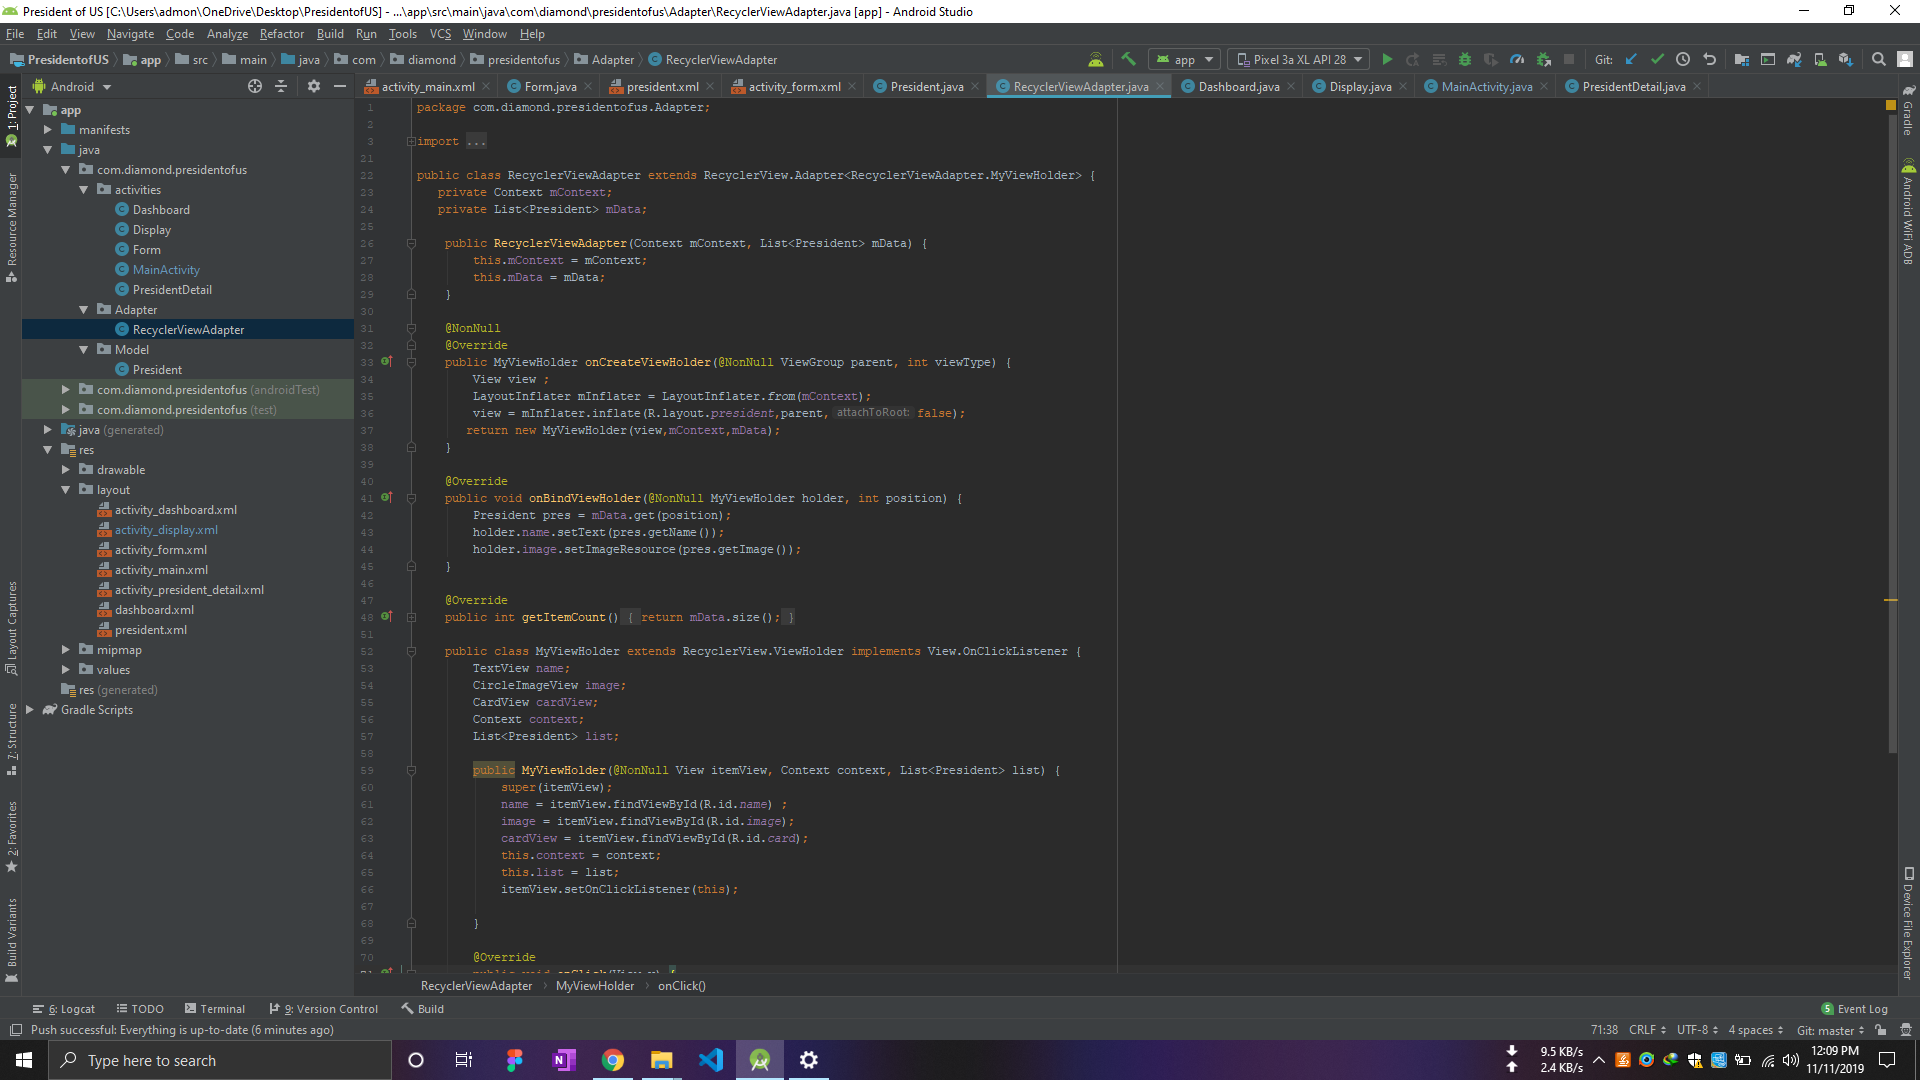 President of US [C:\Users\admon\OneDrive\Desktop\PresidentofUS] - ...\app\src\main\java\com\diamond\presidentofus\Adapter\RecyclerViewAdapter.java [app] - Android Studio
File Edit View Navigate Code Analyze Refactor Build Run Tools VCS Window Help
PresidentofUS app src main java com diamond presidentofus Adapter RecyclerViewAdapter
app Pixel 3a XL API 28 Git:
Android
activity_main.xml Form.java president.xml activity_form.xml President.java RecyclerViewAdapter.java Dashboard.java Display.java MainActivity.java PresidentDetail.java
1: Project
Resource Manager
Layout Captures
7: Structure
2: Favorites
Build Variants
app
manifests
java
com.diamond.presidentofus
activities
Dashboard
Display
Form
MainActivity
PresidentDetail
Adapter
RecyclerViewAdapter
Model
President
com.diamond.presidentofus (androidTest)
com.diamond.presidentofus (test)
java (generated)
res
drawable
layout
activity_dashboard.xml
activity_display.xml
activity_form.xml
activity_main.xml
activity_president_detail.xml
dashboard.xml
president.xml
mipmap
values
res (generated)
Gradle Scripts
1 package com.diamond.presidentofus.Adapter;
2
3 import ...
21
22 public class RecyclerViewAdapter extends RecyclerView.Adapter<RecyclerViewAdapter.MyViewHolder> {
23 private Context mContext;
24 private List<President> mData;
25
26 public RecyclerViewAdapter(Context mContext, List<President> mData) {
27 this.mContext = mContext;
28 this.mData = mData;
29 }
30
31 @NonNull
32 @Override
33 public MyViewHolder onCreateViewHolder(@NonNull ViewGroup parent, int viewType) {
34 View view ;
35 LayoutInflater mInflater = LayoutInflater.from(mContext);
36 view = mInflater.inflate(R.layout.president,parent, attachToRoot: false);
37 return new MyViewHolder(view,mContext,mData);
38 }
39
40 @Override
41 public void onBindViewHolder(@NonNull MyViewHolder holder, int position) {
42 President pres = mData.get(position);
43 holder.name.setText(pres.getName());
44 holder.image.setImageResource(pres.getImage());
45 }
46
47 @Override
48 public int getItemCount() { return mData.size(); }
51
52 public class MyViewHolder extends RecyclerView.ViewHolder implements View.OnClickListener {
53 TextView name;
54 CircleImageView image;
55 CardView cardView;
56 Context context;
57 List<President> list;
58
59 public MyViewHolder(@NonNull View itemView, Context context, List<President> list) {
60 super(itemView);
61 name = itemView.findViewById(R.id.name) ;
62 image = itemView.findViewById(R.id.image);
63 cardView = itemView.findViewById(R.id.card);
64 this.context = context;
65 this.list = list;
66 itemView.setOnClickListener(this);
67
68 }
69
70 @Override
71 public void onClick(View v) {
Gradle
Android WiFi ADB
Device File Explorer
RecyclerViewAdapter MyViewHolder onClick()
6: Logcat TODO Terminal 9: Version Control Build 5 Event Log
Push successful: Everything is up-to-date (6 minutes ago) 71:38 CRLF UTF-8 4 spaces Git: master
Type here to search
9.5 KB/s
2.4 KB/s
12:09 PM
11/11/2019